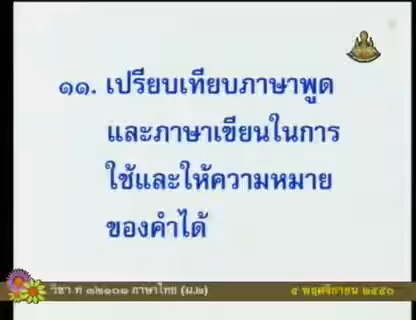 ๑๑. เปรียบเทียบภาษาพูด
และภาษาเขียนในการ
ใช้และให้ความหมาย
ของคำได้
วิชา ท ๓๒๑๐๑ ภาษาไทย (ม.๒)
๕ พฤศจิกายน ๒๕๕๐